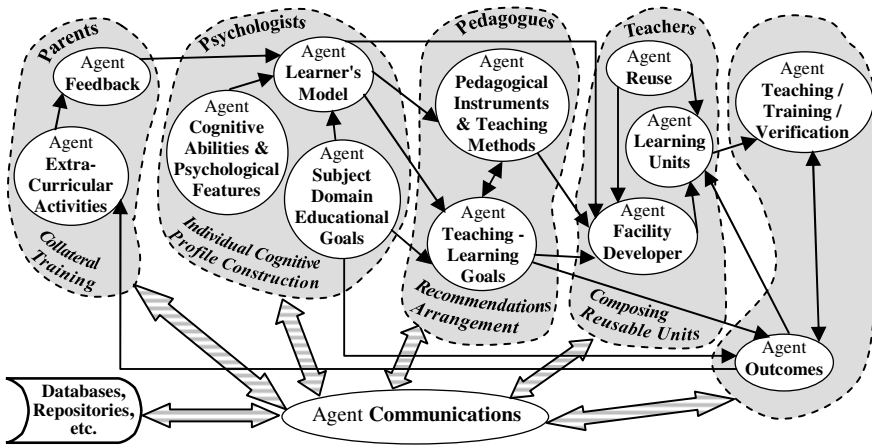 Parents
Agent
Feedback
Agent
Extra-
Curricular
Activities
Collateral
Training
Psychologists
Agent
Learner's
Model
Agent
Cognitive
Abilities &
Psychological
Features
Agent
Subject
Domain
Educational
Goals
Individual Cognitive
Profile Construction
Pedagogues
Agent
Pedagogical
Instruments
& Teaching
Methods
Agent
Teaching -
Learning
Goals
Recommendations
Arrangement
Teachers
Agent
Reuse
Agent
Learning
Units
Agent
Facility
Developer
Composing
Reusable Units
Agent
Teaching /
Training /
Verification
Agent
Outcomes
Databases,
Repositories,
etc.
Agent Communications